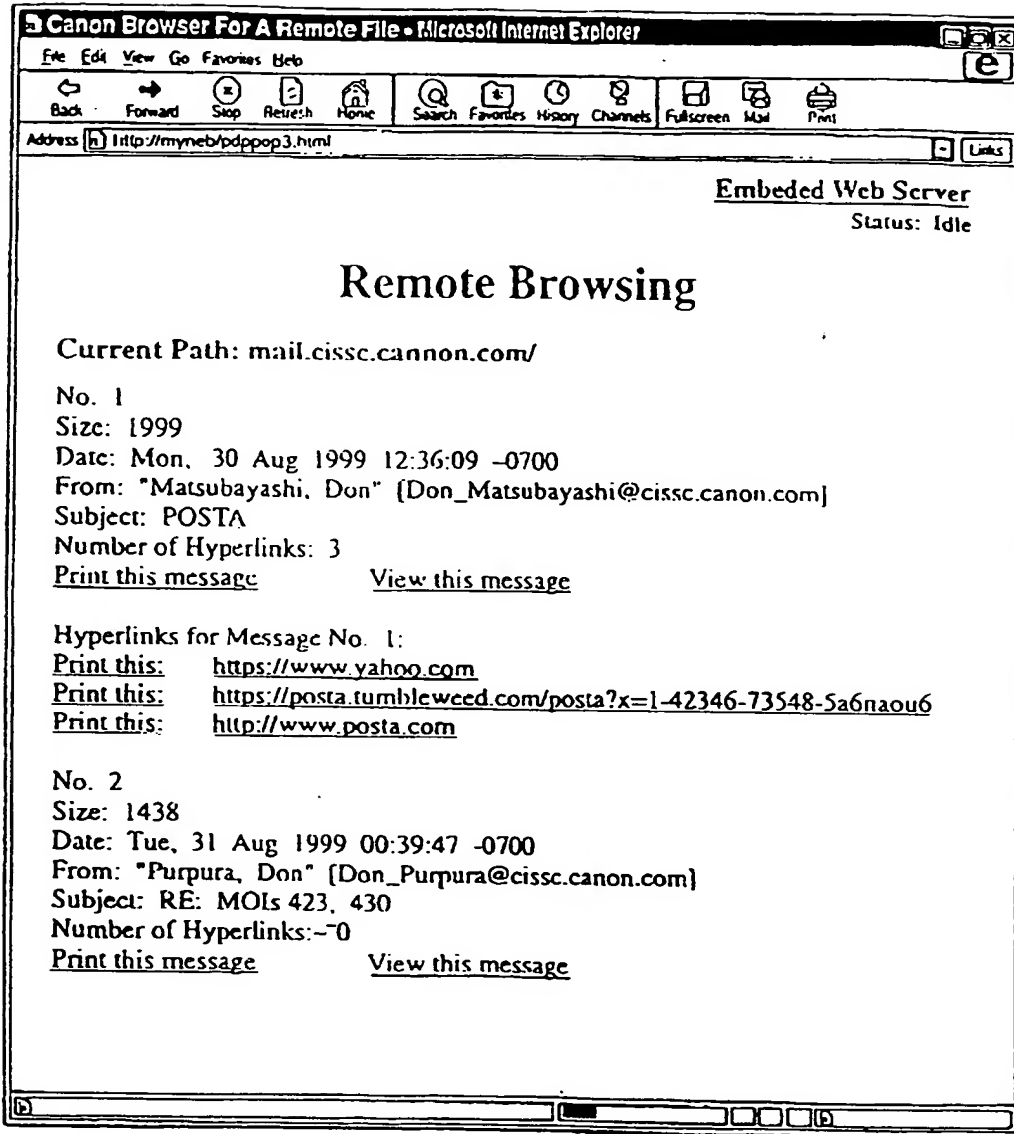 Canon Browser For A Remote File • Microsoft Internet Explorer
File Edit View Go Favorites Help
Back Forward Stop Refresh Home Search Favorites History Channels Fullscreen Mail Print
Address http://myneb/pdppop3.html Links
Embeded Web Server
Status: Idle
Remote Browsing
Current Path: mail.cissc.cannon.com/
No. 1
Size: 1999
Date: Mon, 30 Aug 1999 12:36:09 -0700
From: "Matsubayashi, Don" [Don_Matsubayashi@cissc.canon.com]
Subject: POSTA
Number of Hyperlinks: 3
Print this message View this message
Hyperlinks for Message No. 1:
Print this: https://www.yahoo.com
Print this: https://posta.tumbleweed.com/posta?x=1-42346-73548-5a6naou6
Print this: http://www.posta.com
No. 2
Size: 1438
Date: Tue, 31 Aug 1999 00:39:47 -0700
From: "Purpura, Don" [Don_Purpura@cissc.canon.com]
Subject: RE: MOIs 423, 430
Number of Hyperlinks: 0
Print this message View this message